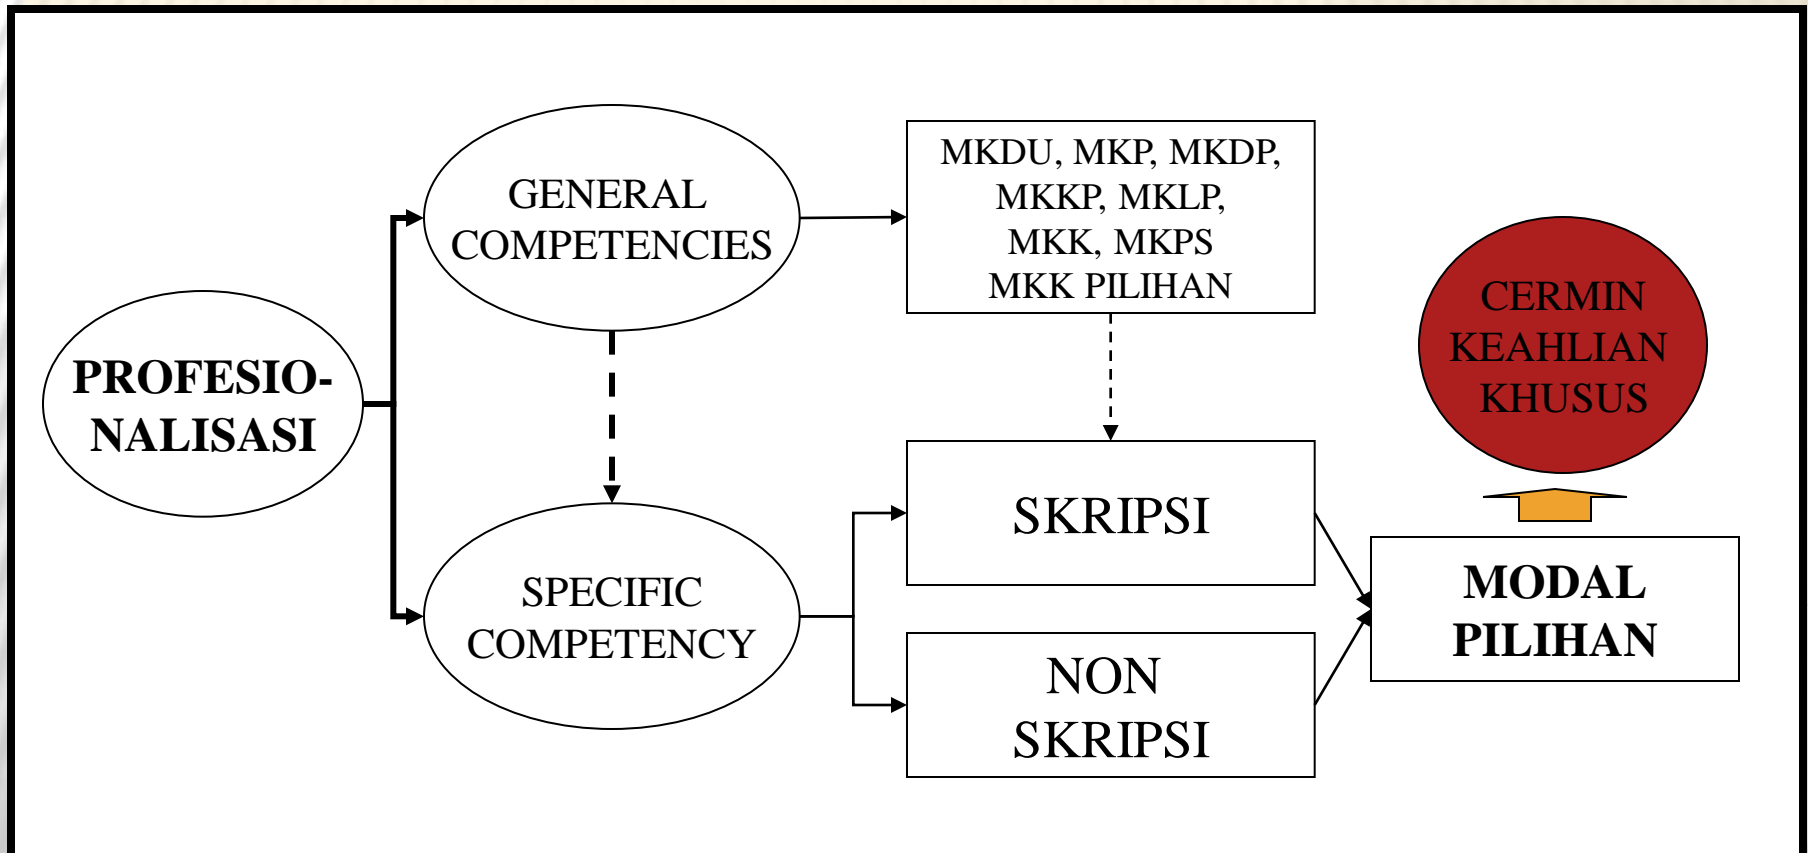 PROFESIO-
NALISASI
GENERAL
COMPETENCIES
SPECIFIC
COMPETENCY
MKDU, MKP, MKDP,
MKKP, MKLP,
MKK, MKPS
MKK PILIHAN
SKRIPSI
NON
SKRIPSI
CERMIN
KEAHLIAN
KHUSUS
MODAL
PILIHAN